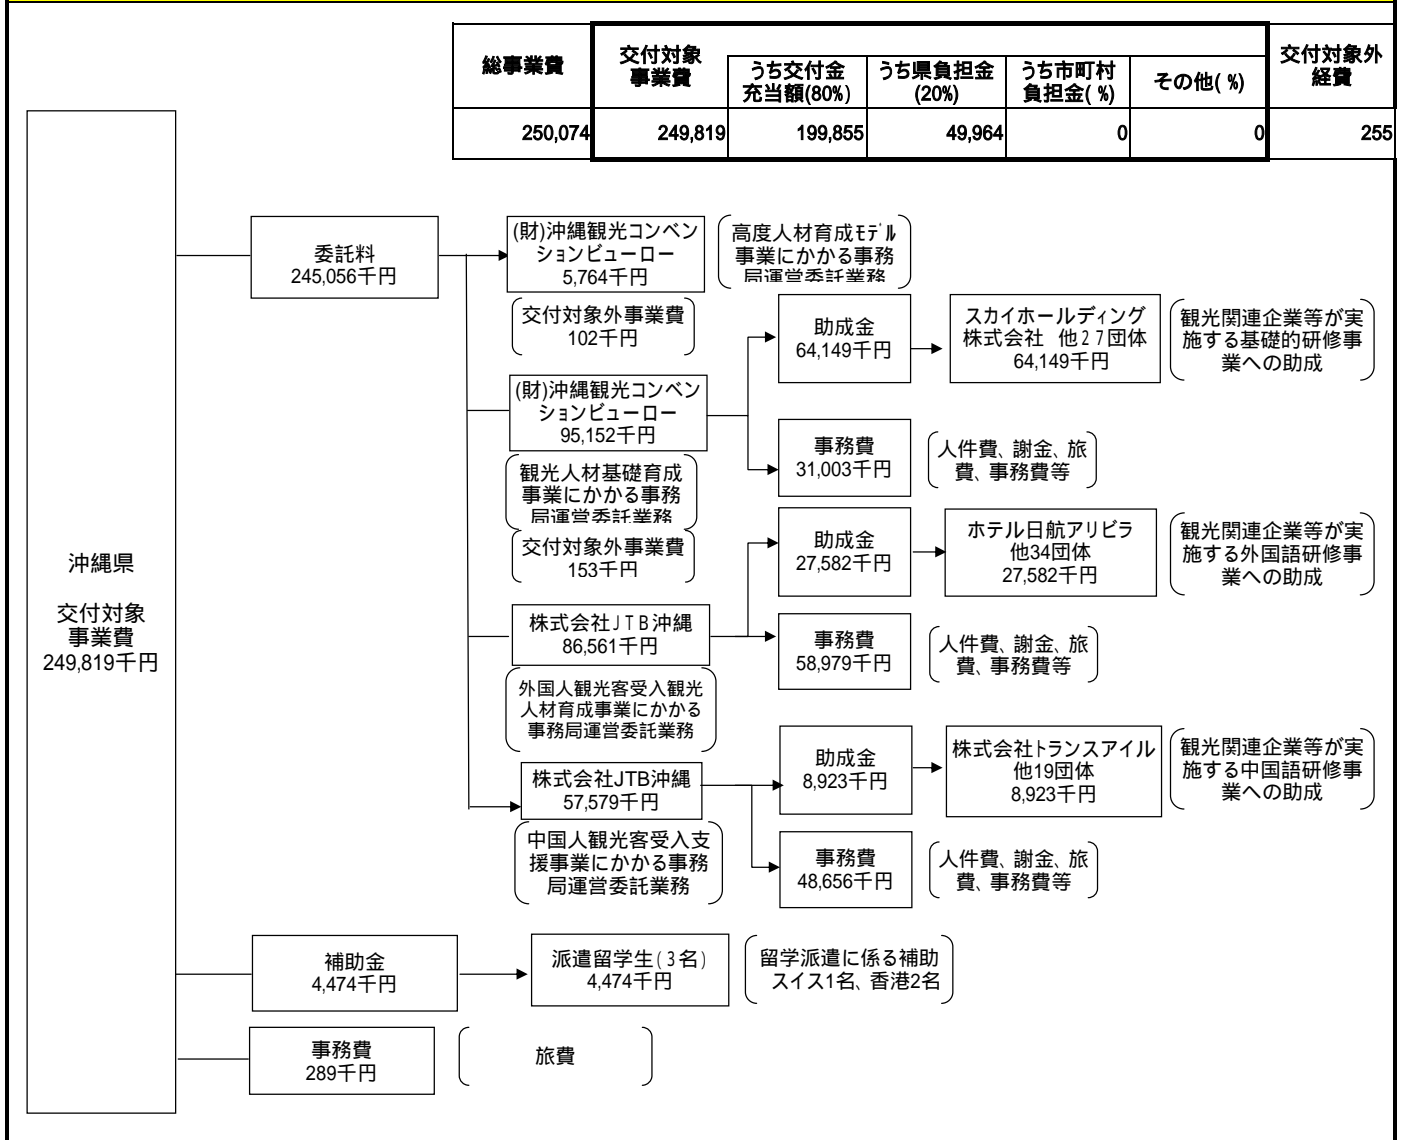 総事業費
交付対象
事業費
うち交付金
充当額(80%)
うち県負担金
(20%)
うち市町村
負担金( %)
その他( %)
交付対象外
経費
250,074
249,819
199,855
49,964
0
0
255
沖縄県
交付対象
事業費
249,819千円
委託料
245,056千円
(財)沖縄観光コンベン
ションビューロー
5,764千円
高度人材育成モデル
事業にかかる事務
局運営委託業務
交付対象外事業費
102千円
助成金
64,149千円
スカイホールディング
株式会社 他27団体
64,149千円
観光関連企業等が実
施する基礎的研修事
業への助成
(財)沖縄観光コンベン
ションビューロー
95,152千円
事務費
31,003千円
人件費、謝金、旅
費、事務費等
観光人材基礎育成
事業にかかる事務
局運営委託業務
交付対象外事業費
153千円
助成金
27,582千円
ホテル日航アリビラ
他34団体
27,582千円
観光関連企業等が実
施する外国語研修事
業への助成
株式会社JTB沖縄
86,561千円
事務費
58,979千円
人件費、謝金、旅
費、事務費等
外国人観光客受入観光
人材育成事業にかかる
事務局運営委託業務
助成金
8,923千円
株式会社トランスアイル
他19団体
8,923千円
観光関連企業等が実
施する中国語研修事
業への助成
株式会社JTB沖縄
57,579千円
中国人観光客受入支
援事業にかかる事務
局運営委託業務
事務費
48,656千円
人件費、謝金、旅
費、事務費等
補助金
4,474千円
派遣留学生(3名)
4,474千円
留学派遣に係る補助
スイス1名、香港2名
事務費
289千円
旅費